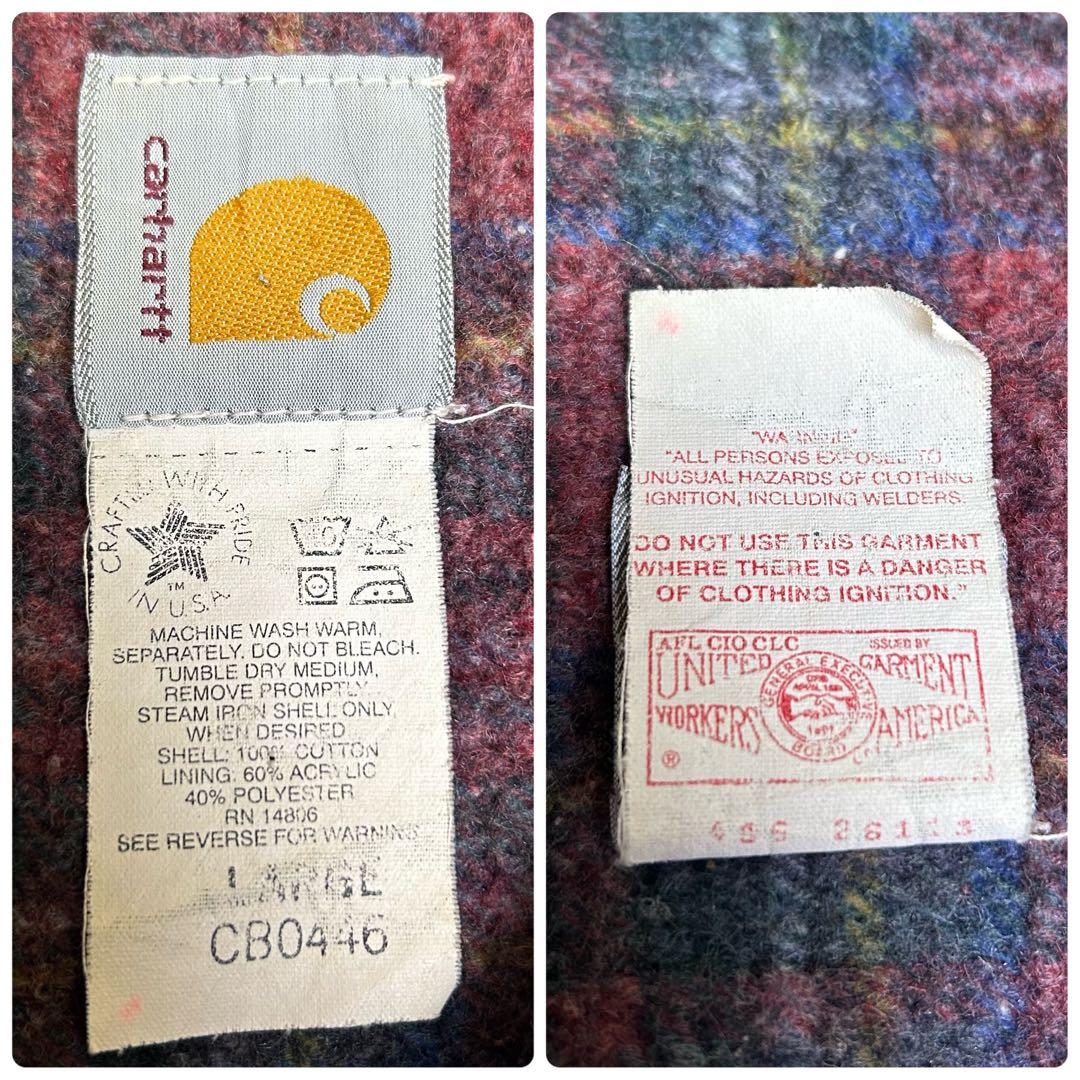 carhartt
CRAFTED WITH PRIDE
IN U.S.A.
TM
MACHINE WASH WARM,
SEPARATELY. DO NOT BLEACH.
TUMBLE DRY MEDIUM,
REMOVE PROMPTLY
STEAM IRON SHELL ONLY,
WHEN DESIRED
SHELL: 100% COTTON
LINING: 60% ACRYLIC
40% POLYESTER
RN 14806
SEE REVERSE FOR WARNING
LARGE
CB0446
"WARNING"
"ALL PERSONS EXPOSED TO
UNUSUAL HAZARDS OF CLOTHING
IGNITION, INCLUDING WELDERS
DO NOT USE THIS GARMENT
WHERE THERE IS A DANGER
OF CLOTHING IGNITION."
AFL CIO CLC ISSUED BY
UNITED GARMENT
WORKERS AMERICA
GENERAL EXECUTIVE
BOARD
®